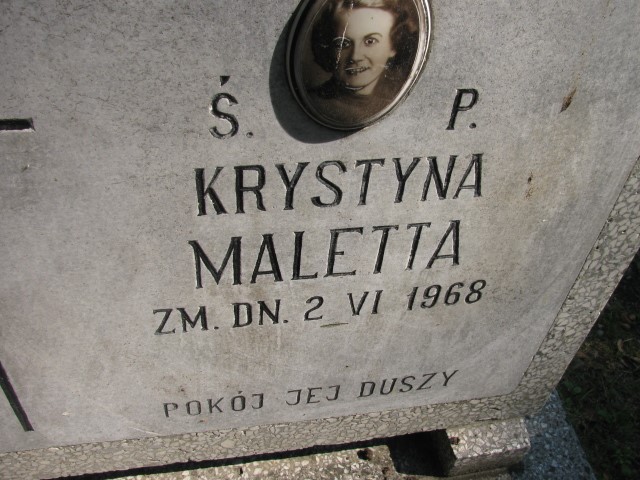 Ś. P.
KRYSTYNA
MALETTA
ZM. DN. 2 VI 1968
POKÓJ JEJ DUSZY